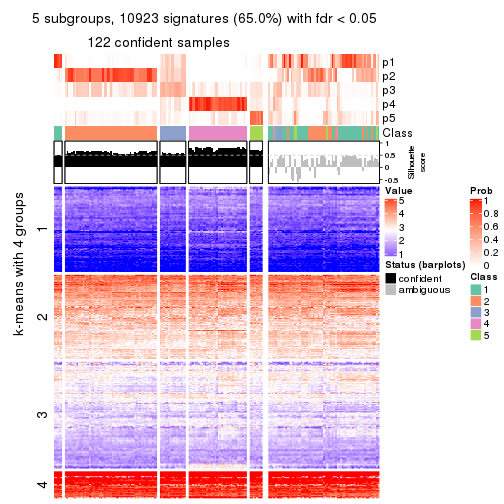 5 subgroups, 10923 signatures (65.0%) with fdr < 0.05
122 confident samples
p1
p2
p3
p4
p5
Class
1
0.5
0
-0.5
Silhouette
score
k-means with 4 groups
1
2
3
4
Value
5
4
3
2
1
Status (barplots)
confident
ambiguous
Prob
1
0.8
0.6
0.4
0.2
0
Class
1
2
3
4
5